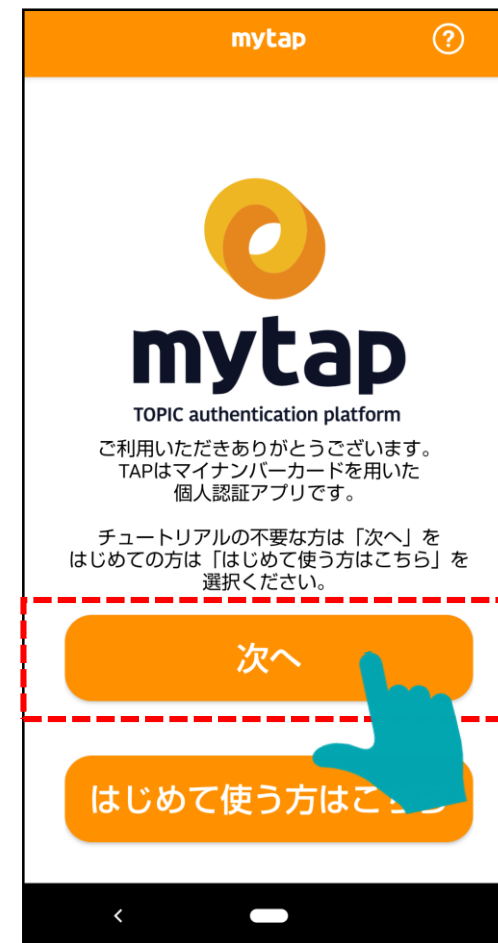 mytap
?
mytap
TOPIC authentication platform
ご利用いただきありがとうございます。
TAPはマイナンバーカードを用いた
個人認証アプリです。
チュートリアルの不要な方は「次へ」を
はじめての方は「はじめて使う方はこちら」を
選択ください。
次へ
はじめて使う方はこちら